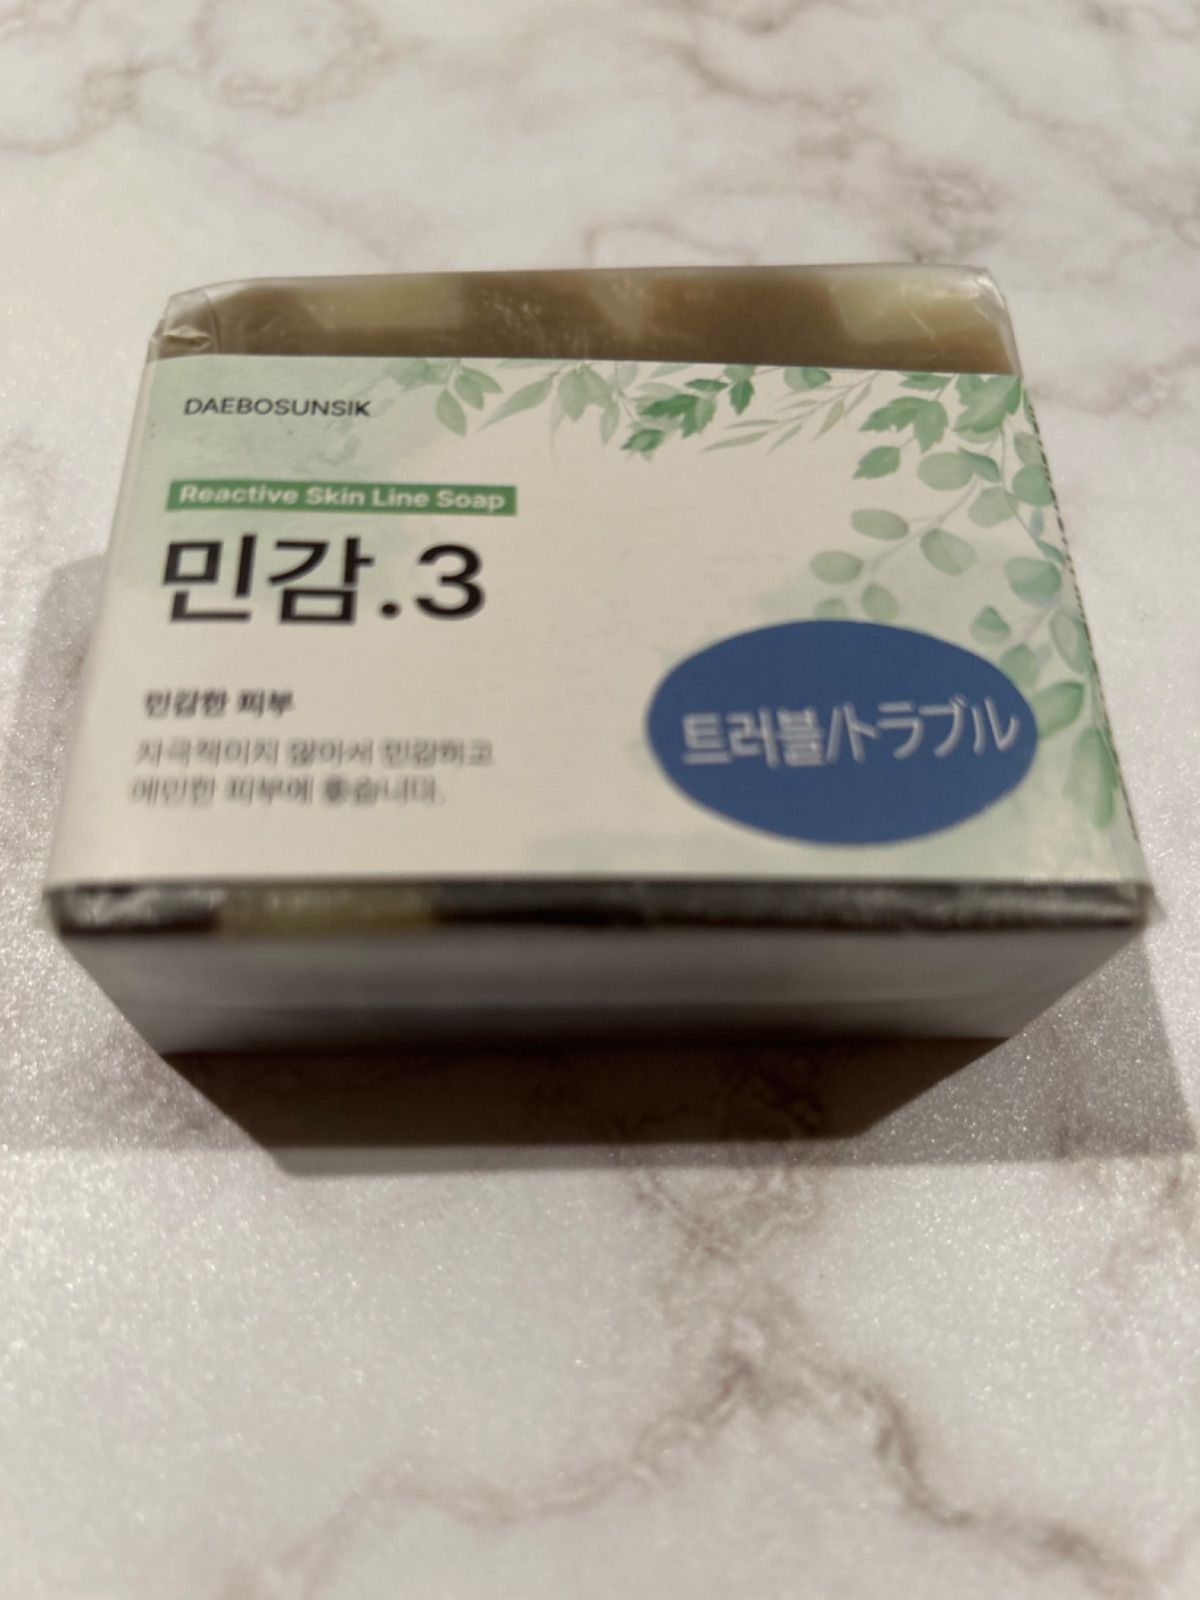 DAEBOSUNSIK
Reactive Skin Line Soap
민감.3
민감한 피부
자극적이지 않아서 민감하고
예민한 피부에 좋습니다.
트러블/トラブル